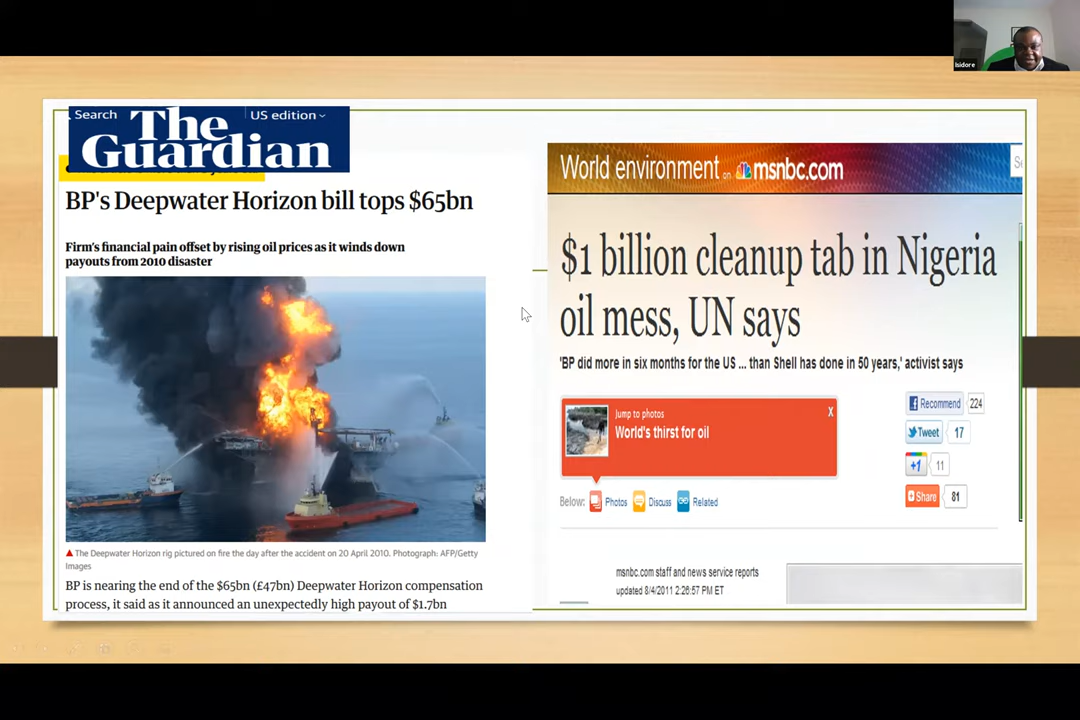 Isidore
Search
US edition
The
Guardian
BP's Deepwater Horizon bill tops $65bn
Firm's financial pain offset by rising oil prices as it winds down
payouts from 2010 disaster
The Deepwater Horizon rig pictured on fire the day after the accident on 20 April 2010. Photograph: AFP/Getty
Images
BP is nearing the end of the $65bn (£47bn) Deepwater Horizon compensation
process, it said as it announced an unexpectedly high payout of $1.7bn
World environment on msnbc.com
$1 billion cleanup tab in Nigeria
oil mess, UN says
'BP did more in six months for the US ... than Shell has done in 50 years,' activist says
Jump to photos
X
World's thirst for oil
Recommend 224
Tweet 17
+1 11
Share 81
Below: Photos Discuss Related
msnbc.com staff and news service reports
updated 8/4/2011 2:26:57 PM ET